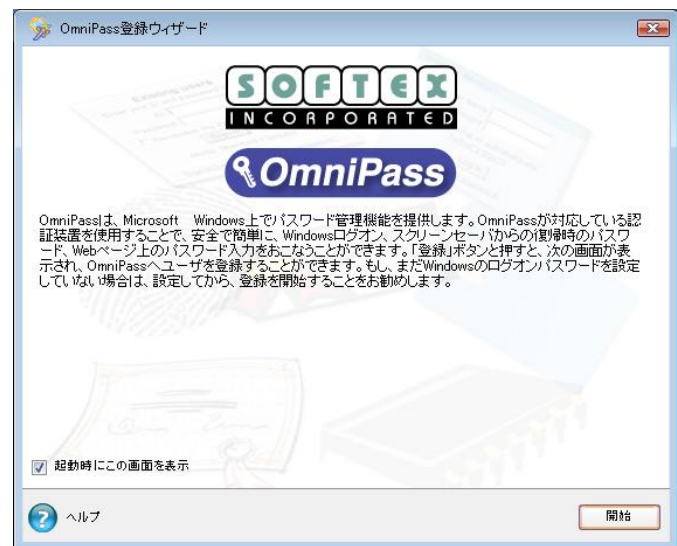 OmniPass登録ウィザード
SOFTEX
INCORPORATED
OmniPass
OmniPassは、Microsoft　Windows上でパスワード管理機能を提供します。OmniPassが対応している認
証装置を使用することで、安全で簡単に、Windowsログオン、スクリーンセーバからの復帰時のパスワ
ード、Webページ上のパスワード入力をおこなうことができます。「登録」ボタンと押すと、次の画面が表
示され、OmniPassへユーザを登録することができます。もし、まだWindowsのログオンパスワードを設定
していない場合は、設定してから、登録を開始することをお勧めします。
起動時にこの画面を表示
ヘルプ
開始